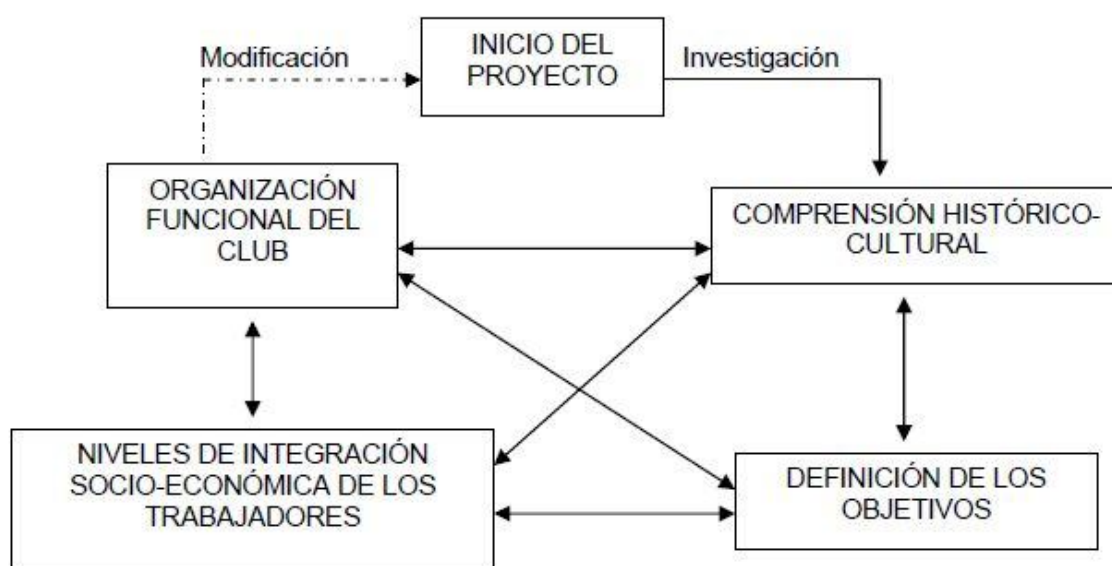 Modificación
INICIO DEL
PROYECTO
Investigación
ORGANIZACIÓN
FUNCIONAL DEL
CLUB
COMPRENSIÓN HISTÓRICO-
CULTURAL
NIVELES DE INTEGRACIÓN
SOCIO-ECONÓMICA DE LOS
TRABAJADORES
DEFINICIÓN DE LOS
OBJETIVOS